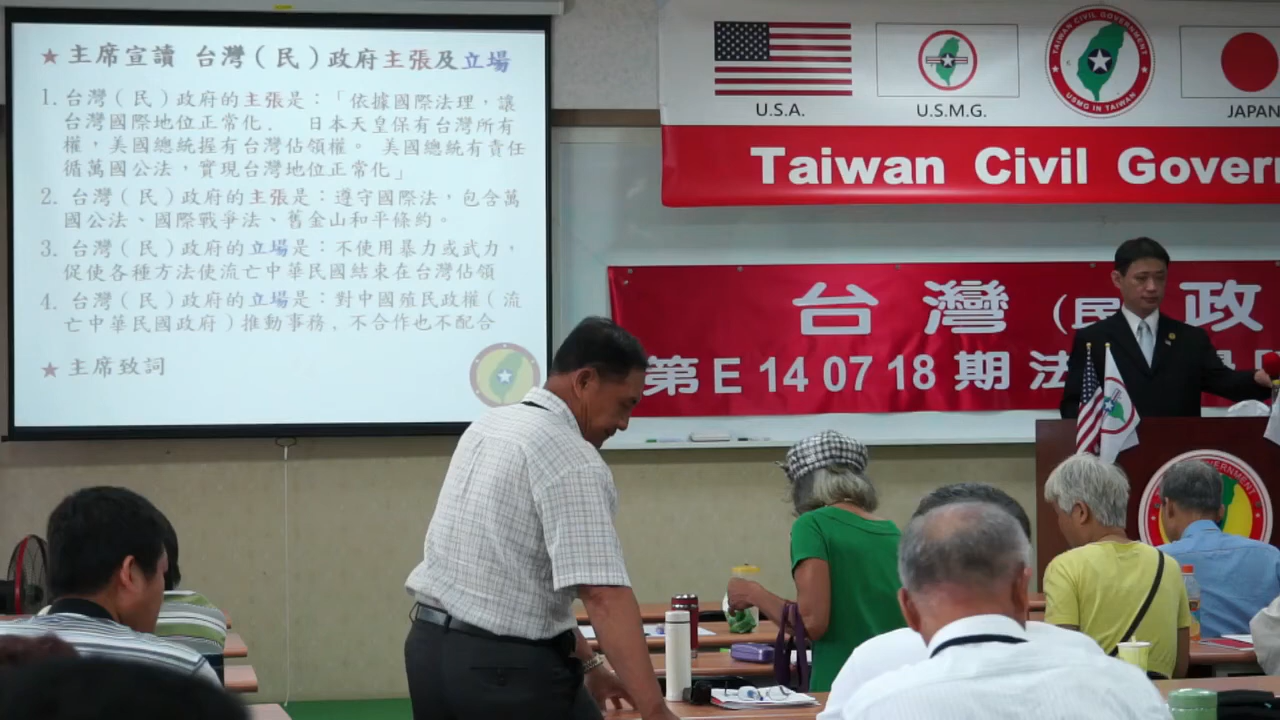 ★ 主席宣讀 台灣（民）政府主張及立場
1. 台灣（民）政府的主張是：「依據國際法理，讓
台灣國際地位正常化． 日本天皇保有台灣所有
權，美國總統握有台灣佔領權。 美國總統有責任
循萬國公法，實現台灣地位正常化」
2. 台灣（民）政府的主張是：遵守國際法，包含萬
國公法、國際戰爭法、舊金山和平條約。
3. 台灣（民）政府的立場是：不使用暴力或武力，
促使各種方法使流亡中華民國結束在台灣佔領
4. 台灣（民）政府的立場是：對中國殖民政權（流
亡中華民國政府）推動事務﹐不合作也不配合
★ 主席致詞
U.S.A.
U.S.M.G.
TAIWAN CIVIL GOVERNMENT
USMG IN TAIWAN
JAPAN
Taiwan Civil Govern
台灣（民 政
第 E 14 07 18 期 法
GOVERNMENT